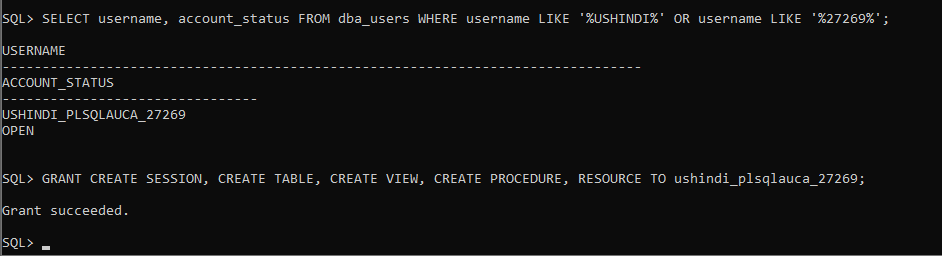 SQL> SELECT username, account_status FROM dba_users WHERE username LIKE '%USHINDI%' OR username LIKE '%27269%';
USERNAME
--------------------------------------------------------------------------------
ACCOUNT_STATUS
--------------------------------
USHINDI_PLSQLAUCA_27269
OPEN
SQL> GRANT CREATE SESSION, CREATE TABLE, CREATE VIEW, CREATE PROCEDURE, RESOURCE TO ushindi_plsqlauca_27269;
Grant succeeded.
SQL> _